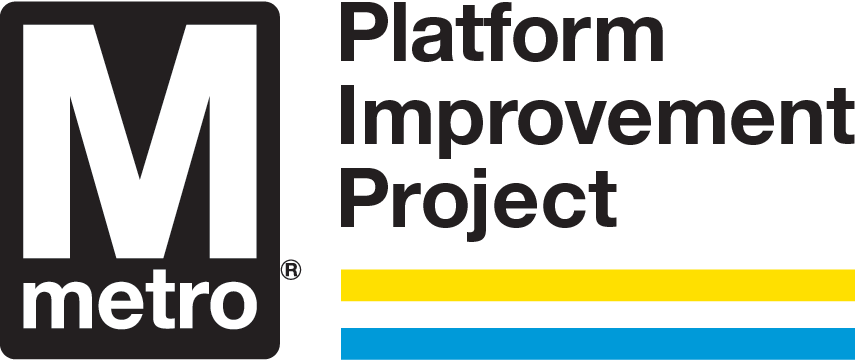 M
metro®
Platform
Improvement
Project